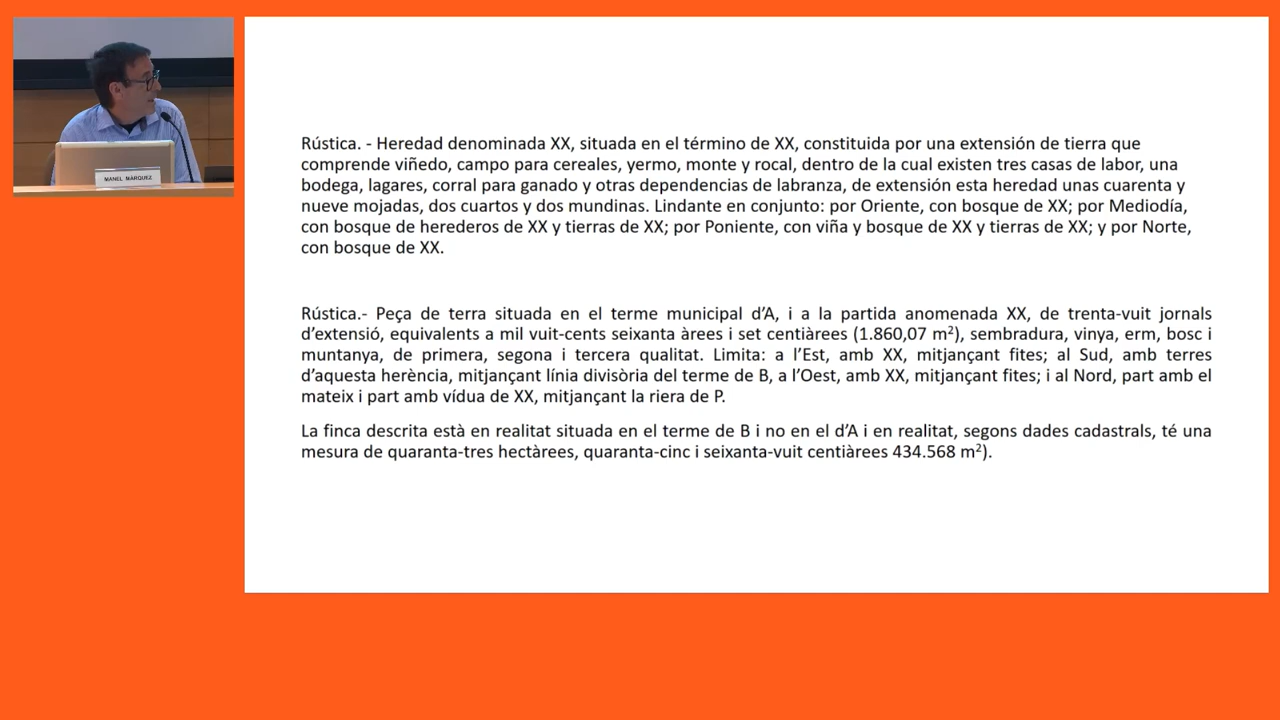 MANEL MÁRQUEZ
Rústica. - Heredad denominada XX, situada en el término de XX, constituida por una extensión de tierra que
comprende viñedo, campo para cereales, yermo, monte y rocal, dentro de la cual existen tres casas de labor, una
bodega, lagares, corral para ganado y otras dependencias de labranza, de extensión esta heredad unas cuarenta y
nueve mojadas, dos cuartos y dos mundinas. Lindante en conjunto: por Oriente, con bosque de XX; por Mediodía,
con bosque de herederos de XX y tierras de XX; por Poniente, con viña y bosque de XX y tierras de XX; y por Norte,
con bosque de XX.
Rústica.- Peça de terra situada en el terme municipal d’A, i a la partida anomenada XX, de trenta-vuit jornals
d’extensió, equivalents a mil vuit-cents seixanta àrees i set centiàrees (1.860,07 m²), sembradura, vinya, erm, bosc i
muntanya, de primera, segona i tercera qualitat. Limita: a l’Est, amb XX, mitjançant fites; al Sud, amb terres
d’aquesta herència, mitjançant línia divisòria del terme de B, a l’Oest, amb XX, mitjançant fites; i al Nord, part amb el
mateix i part amb vídua de XX, mitjançant la riera de P.
La finca descrita està en realitat situada en el terme de B i no en el d’A i en realitat, segons dades cadastrals, té una
mesura de quaranta-tres hectàrees, quaranta-cinc i seixanta-vuit centiàrees 434.568 m²).